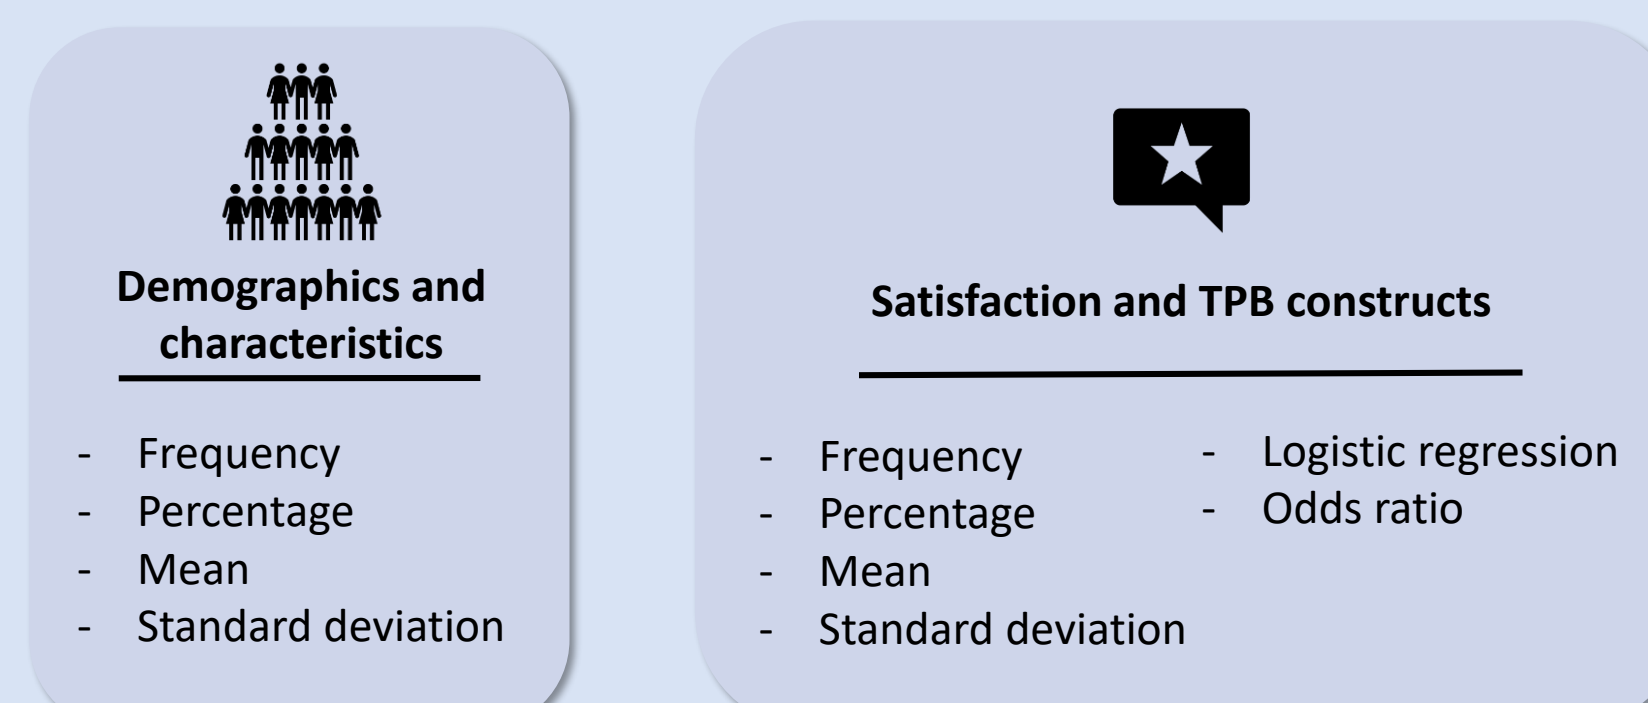 Demographics and
characteristics
- Frequency
- Percentage
- Mean
- Standard deviation
Satisfaction and TPB constructs
- Frequency
- Percentage
- Mean
- Standard deviation
- Logistic regression
- Odds ratio